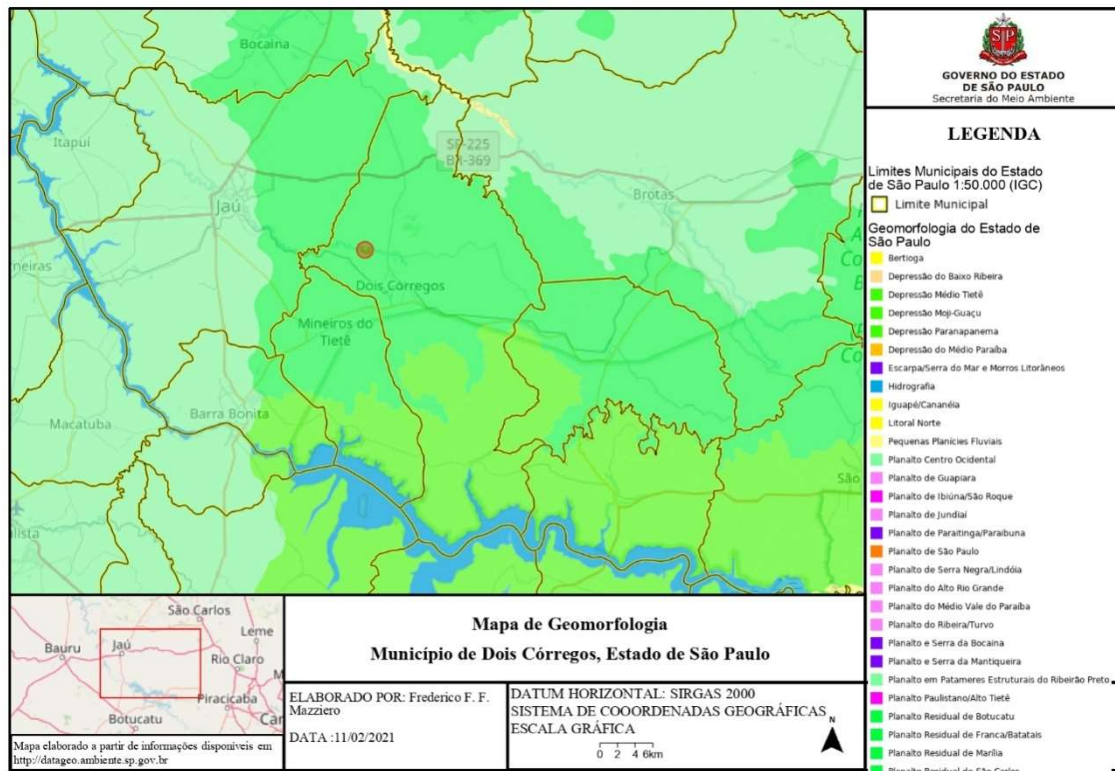 Bocaina
Itapuí
SP-225
BR-369
Brotas
Jaú
neiras
Dois Córregos
Mineiros do
Tietê
Barra Bonita
Macatuba
São
alista
GOVERNO DO ESTADO
DE SÃO PAULO
Secretaria do Meio Ambiente
LEGENDA
Limites Municipais do Estado
de São Paulo 1:50.000 (IGC)
Limite Municipal
Geomorfologia do Estado de
São Paulo
Bertioga
Depressão do Baixo Ribeira
Depressão Médio Tietê
Depressão Moji-Guaçu
Depressão Paranapanema
Depressão do Médio Paraíba
Escarpa/Serra do Mar e Morros Litorâneos
Hidrografia
Iguapé/Cananéia
Litoral Norte
Pequenas Planícies Fluviais
Planalto Centro Ocidental
Planalto de Guapiara
Planalto de Ibiúna/São Roque
Planalto de Jundiaí
Planalto de Paraitinga/Paraibuna
Planalto de São Paulo
Planalto de Serra Negra/Lindóia
Planalto do Alto Rio Grande
Planalto do Médio Vale do Paraíba
Planalto do Ribeira/Turvo
Planalto e Serra da Bocaina
Planalto e Serra da Mantiqueira
Planalto em Patameres Estruturais do Ribeirão Preto
Planalto Paulistano/Alto Tietê
Planalto Residual de Botucatu
Planalto Residual de Franca/Batatais
Planalto Residual de Marília
Planalto Residual de São Carlos
São Carlos
Leme
Bauru
Jaú
Rio Claro
Piracicaba
Botucatu
Mapa elaborado a partir de informações disponiveis em
http://datageo.ambiente.sp.gov.br
Mapa de Geomorfologia
Município de Dois Córregos, Estado de São Paulo
ELABORADO POR: Frederico F. F.
Mazziero
DATA :11/02/2021
DATUM HORIZONTAL: SIRGAS 2000
SISTEMA DE COOORDENADAS GEOGRÁFICAS
ESCALA GRÁFICA
0 2 4 6km
N